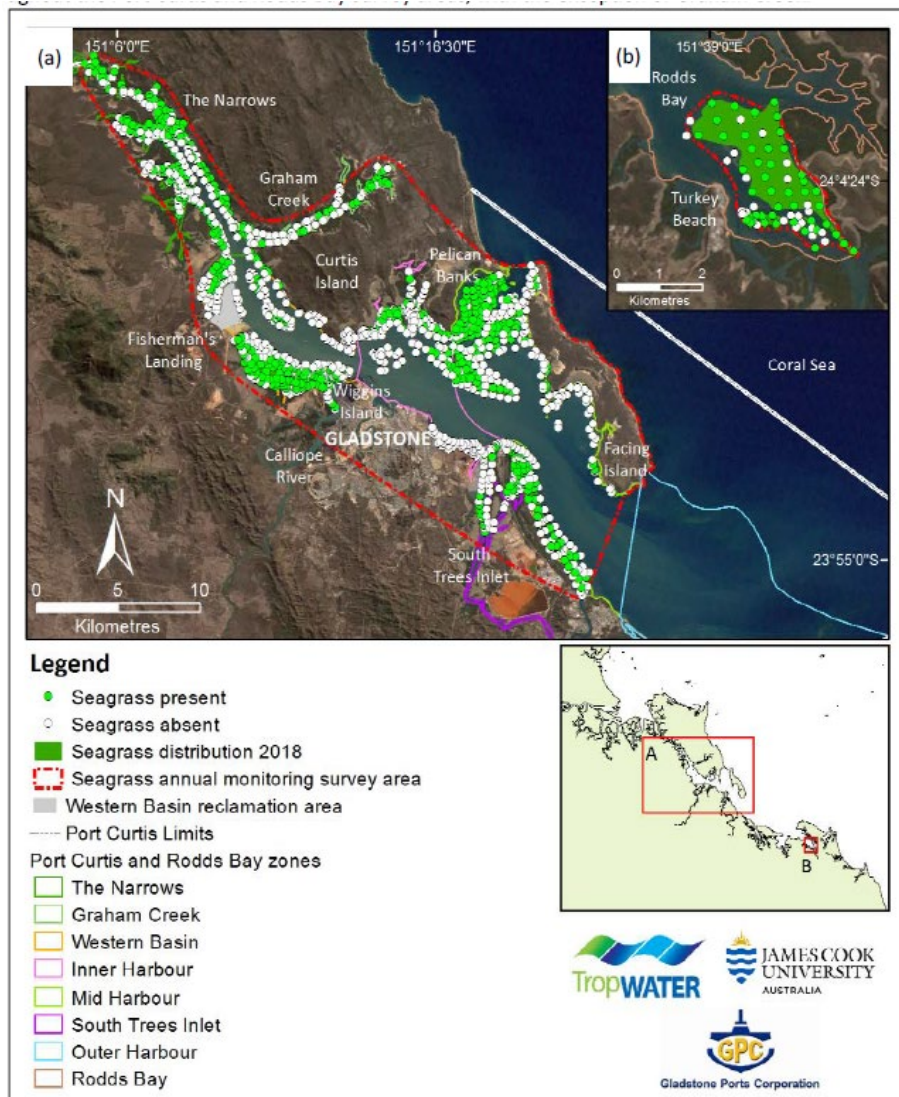 151°6'0"E
151°16'30"E
151°39'0"E
(a)
(b)
Rodds
Bay
The Narrows
Graham
Creek
24°4'24"S
Turkey
Beach
Curtis
Island
Pelican
Banks
0 1 2
Kilometres
Fisherman's
Landing
Coral Sea
Wiggins
Island
GLADSTONE
Calliope
River
Facing
Island
N
South
Trees Inlet
23°55'0"S
0 5 10
Kilometres
Legend
Seagrass present
Seagrass absent
Seagrass distribution 2018
Seagrass annual monitoring survey area
Western Basin reclamation area
Port Curtis Limits
Port Curtis and Rodds Bay zones
The Narrows
Graham Creek
Western Basin
Inner Harbour
Mid Harbour
South Trees Inlet
Outer Harbour
Rodds Bay
A
B
TropWATER
JAMES COOK
UNIVERSITY
AUSTRALIA
GPC
Gladstone Ports Corporation